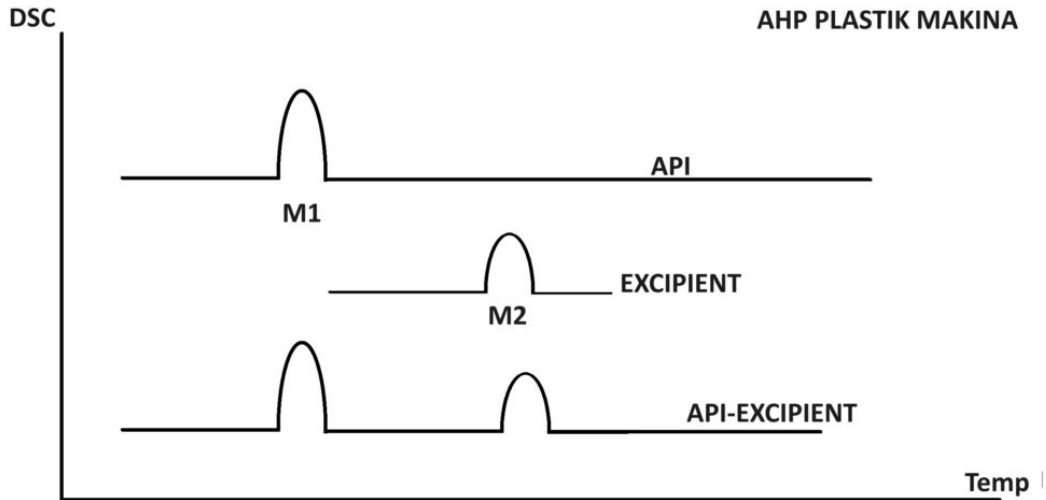 DSC
AHP PLASTIK MAKINA
API
M1
EXCIPIENT
M2
API-EXCIPIENT
Temp